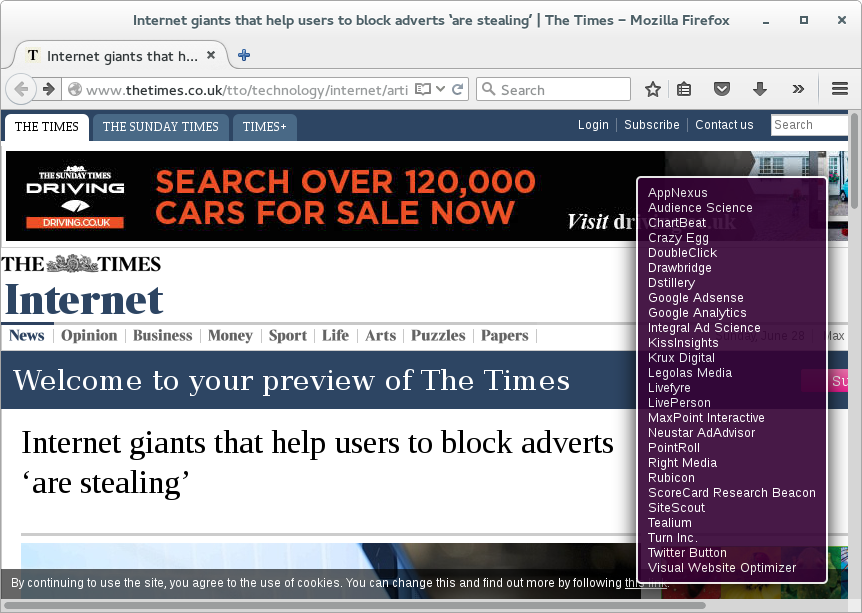 Internet giants that help users to block adverts ‘are stealing’ | The Times – Mozilla Firefox
T Internet giants that h...
www.thetimes.co.uk/tto/technology/internet/arti
Search
THE TIMES
THE SUNDAY TIMES
TIMES+
Login
Subscribe
Contact us
Search
THE SUNDAY TIMES
DRIVING
DRIVING.CO.UK
SEARCH OVER 120,000
CARS FOR SALE NOW
Visit driving.co.uk
THE TIMES
Internet
News
Opinion
Business
Money
Sport
Life
Arts
Puzzles
Papers
June 28
Max
Welcome to your preview of The Times
Su
Internet giants that help users to block adverts
‘are stealing’
AppNexus
Audience Science
ChartBeat
Crazy Egg
DoubleClick
Drawbridge
Dstillery
Google Adsense
Google Analytics
Integral Ad Science
KissInsights
Krux Digital
Legolas Media
Livefyre
LivePerson
MaxPoint Interactive
Neustar AdAdvisor
PointRoll
Right Media
Rubicon
ScoreCard Research Beacon
SiteScout
Tealium
Turn Inc.
Twitter Button
Visual Website Optimizer
By continuing to use the site, you agree to the use of cookies. You can change this and find out more by following this link.